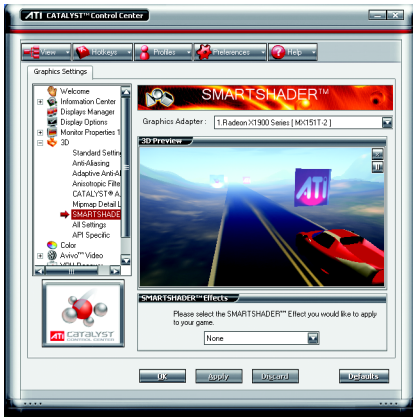 ATI CATALYST™ Control Center
View Hotkeys Profiles Preferences Help
Graphics Settings
Welcome
Information Center
Displays Manager
Display Options
Monitor Properties 1
3D
Standard Setting
Anti-Aliasing
Adaptive Anti-Al
Anisotropic Filte
CATALYST® A.
Mipmap Detail L
SMARTSHADE
All Settings
API Specific
Color
Avivo™ Video
VPU Recover
ATI CATALYST
CONTROL CENTER
SMARTSHADER™
Graphics Adapter : 1.Radeon X1900 Series [ MX151T-2 ]
3D Preview
ATI
SMARTSHADER™ Effects
Please select the SMARTSHADER™ Effect you would like to apply
to your game.
None
OK Apply Discard Defaults